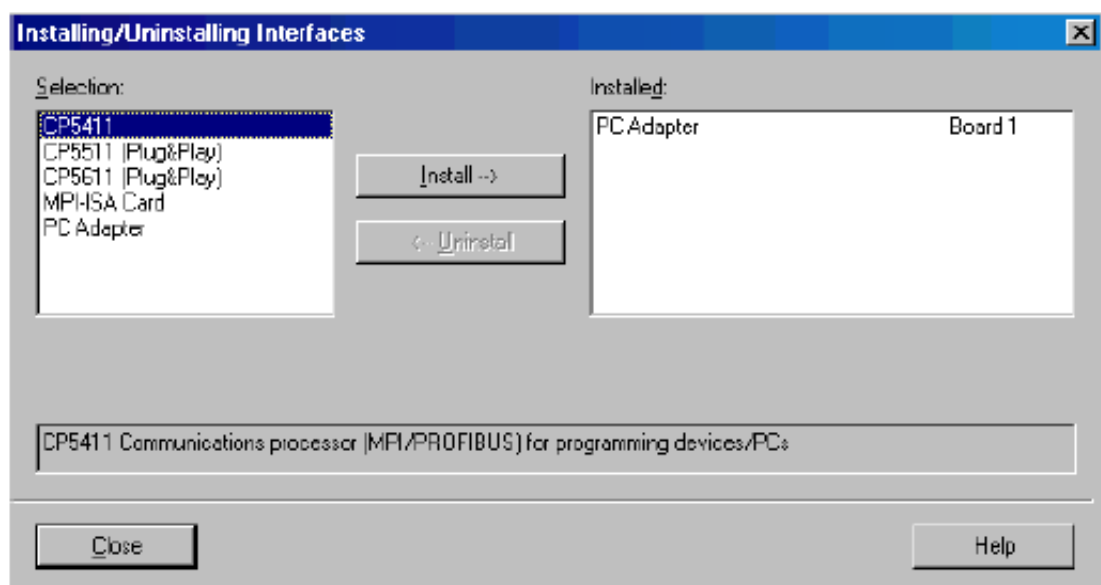 Installing/Uninstalling Interfaces
Selection:
CP5411
CP5511 (Plug&Play)
CP5611 (Plug&Play)
MPI-ISA Card
PC Adapter
Install -->
<-- Uninstall
Installed:
PC Adapter Board 1
CP5411 Communications processor (MPI/PROFIBUS) for programming devices/PCs
Close
Help